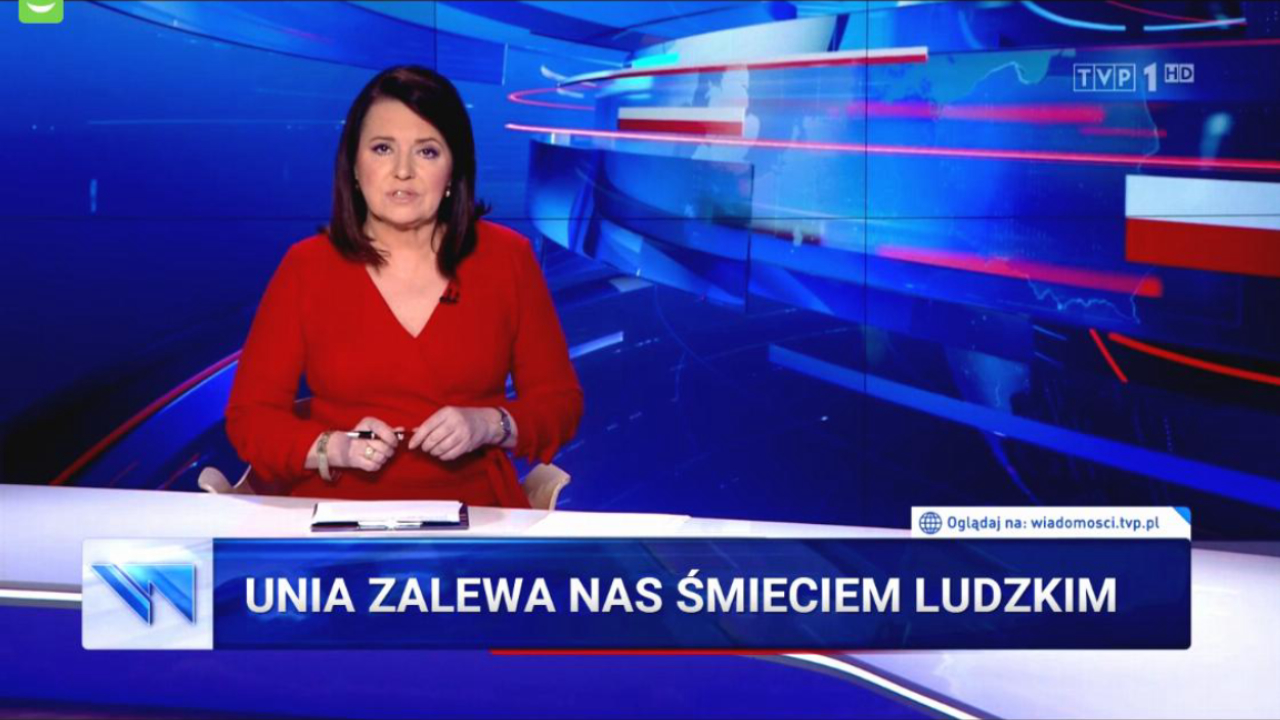 TVP 1 HD
Oglądaj na: wiadomosci.tvp.pl
UNIA ZALEWA NAS ŚMIECIEM LUDZKIM